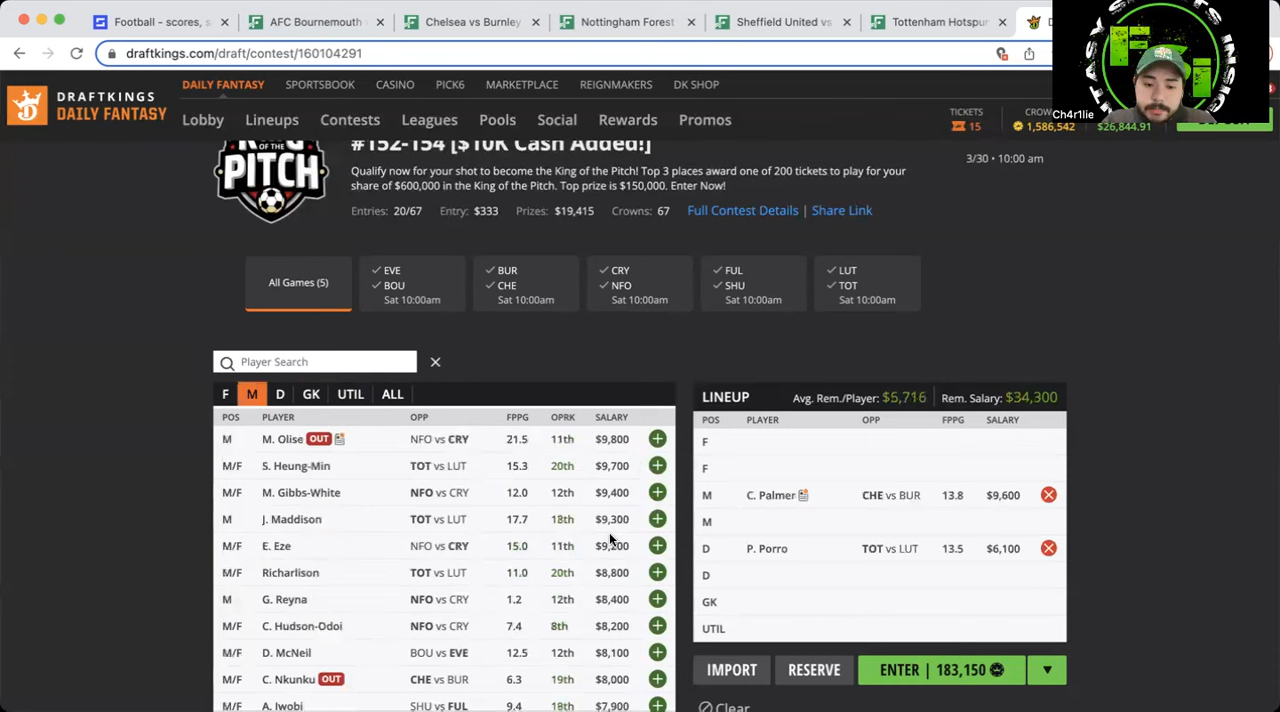 Football - scores, s
AFC Bournemouth
Chelsea vs Burnley
Nottingham Forest
Sheffield United vs
Tottenham Hotspu
draftkings.com/draft/contest/160104291
Ch4r1lie
DRAFTKINGS
DAILY FANTASY
DAILY FANTASY SPORTSBOOK CASINO PICK6 MARKETPLACE REIGNMAKERS DK SHOP
Lobby Lineups Contests Leagues Pools Social Rewards Promos
TICKETS
15
CROW
1,586,542
$26,844.91
OF THE
PITCH
#152-154 [$10K Cash Added!]
3/30 • 10:00 am
Qualify now for your shot to become the King of the Pitch! Top 3 places award one of 200 tickets to play for your
share of $600,000 in the King of the Pitch. Top prize is $150,000. Enter Now!
Entries: 20/67 Entry: $333 Prizes: $19,415 Crowns: 67 Full Contest Details | Share Link
All Games (5)
EVE
BOU
Sat 10:00am
BUR
CHE
Sat 10:00am
CRY
NFO
Sat 10:00am
FUL
SHU
Sat 10:00am
LUT
TOT
Sat 10:00am
Player Search
F M D GK UTIL ALL
POS PLAYER OPP FPPG OPRK SALARY
M M. Olise OUT NFO vs CRY 21.5 11th $9,800
M/F S. Heung-Min TOT vs LUT 15.3 20th $9,700
M/F M. Gibbs-White NFO vs CRY 12.0 12th $9,400
M J. Maddison TOT vs LUT 17.7 18th $9,300
M/F E. Eze NFO vs CRY 15.0 11th $9,200
M/F Richarlison TOT vs LUT 11.0 20th $8,800
M G. Reyna NFO vs CRY 1.2 12th $8,400
M/F C. Hudson-Odoi NFO vs CRY 7.4 8th $8,200
M/F D. McNeil BOU vs EVE 12.5 12th $8,100
M/F C. Nkunku OUT CHE vs BUR 6.3 19th $8,000
M/F A. Iwobi SHU vs FUL 9.4 18th $7,900
LINEUP Avg. Rem./Player: $5,716 Rem. Salary: $34,300
POS PLAYER OPP FPPG SALARY
F
F
M C. Palmer CHE vs BUR 13.8 $9,600
M
D P. Porro TOT vs LUT 13.5 $6,100
D
GK
UTIL
IMPORT RESERVE ENTER | 183,150
Clear